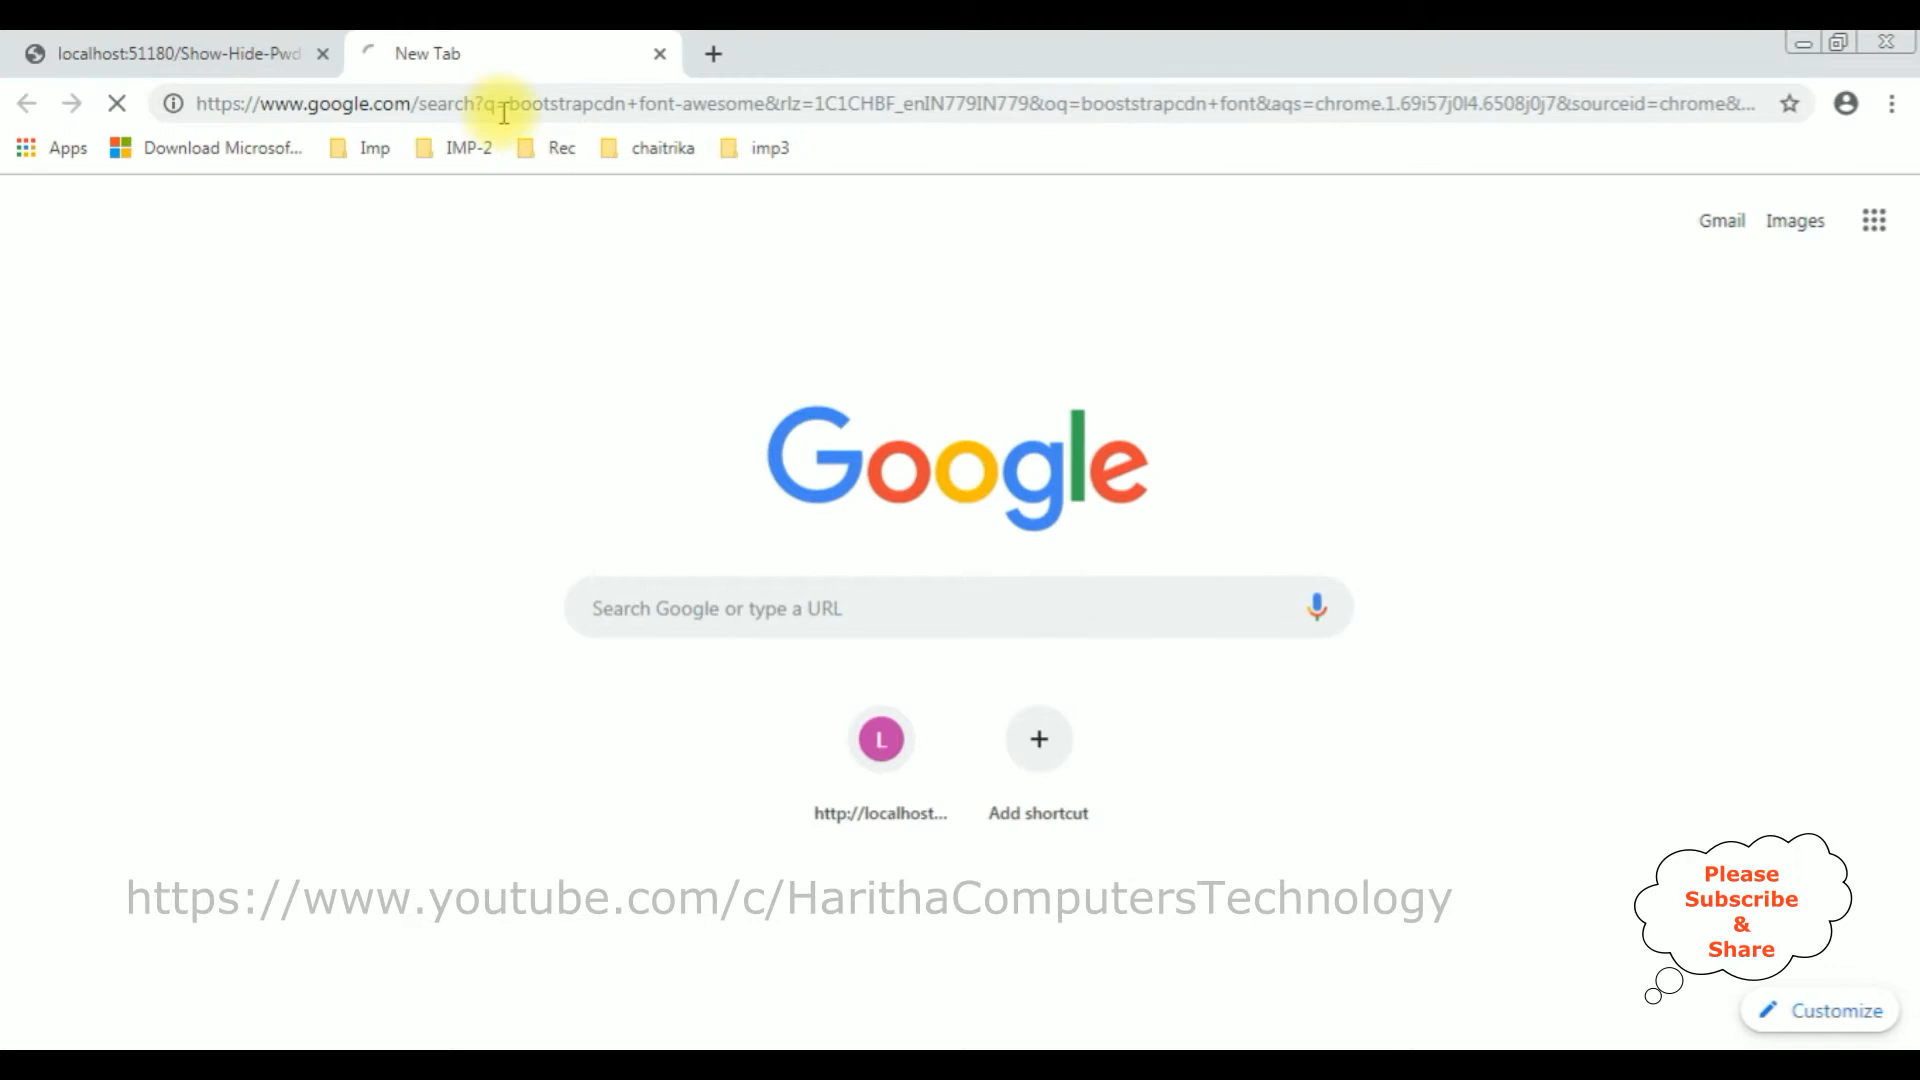 localhost:51180/Show-Hide-Pwd
New Tab
https://www.google.com/search?q=bootstrapcdn+font-awesome&rlz=1C1CHBF_enIN779IN779&oq=booststrapcdn+font&aqs=chrome.1.69i57j0l4.6508j0j7&sourceid=chrome&...
Apps Download Microsof... Imp IMP-2 Rec chaitrika imp3
Gmail Images
Google
Search Google or type a URL
L
http://localhost... Add shortcut
https://www.youtube.com/c/HarithaComputersTechnology
Please
Subscribe
&
Share
Customize